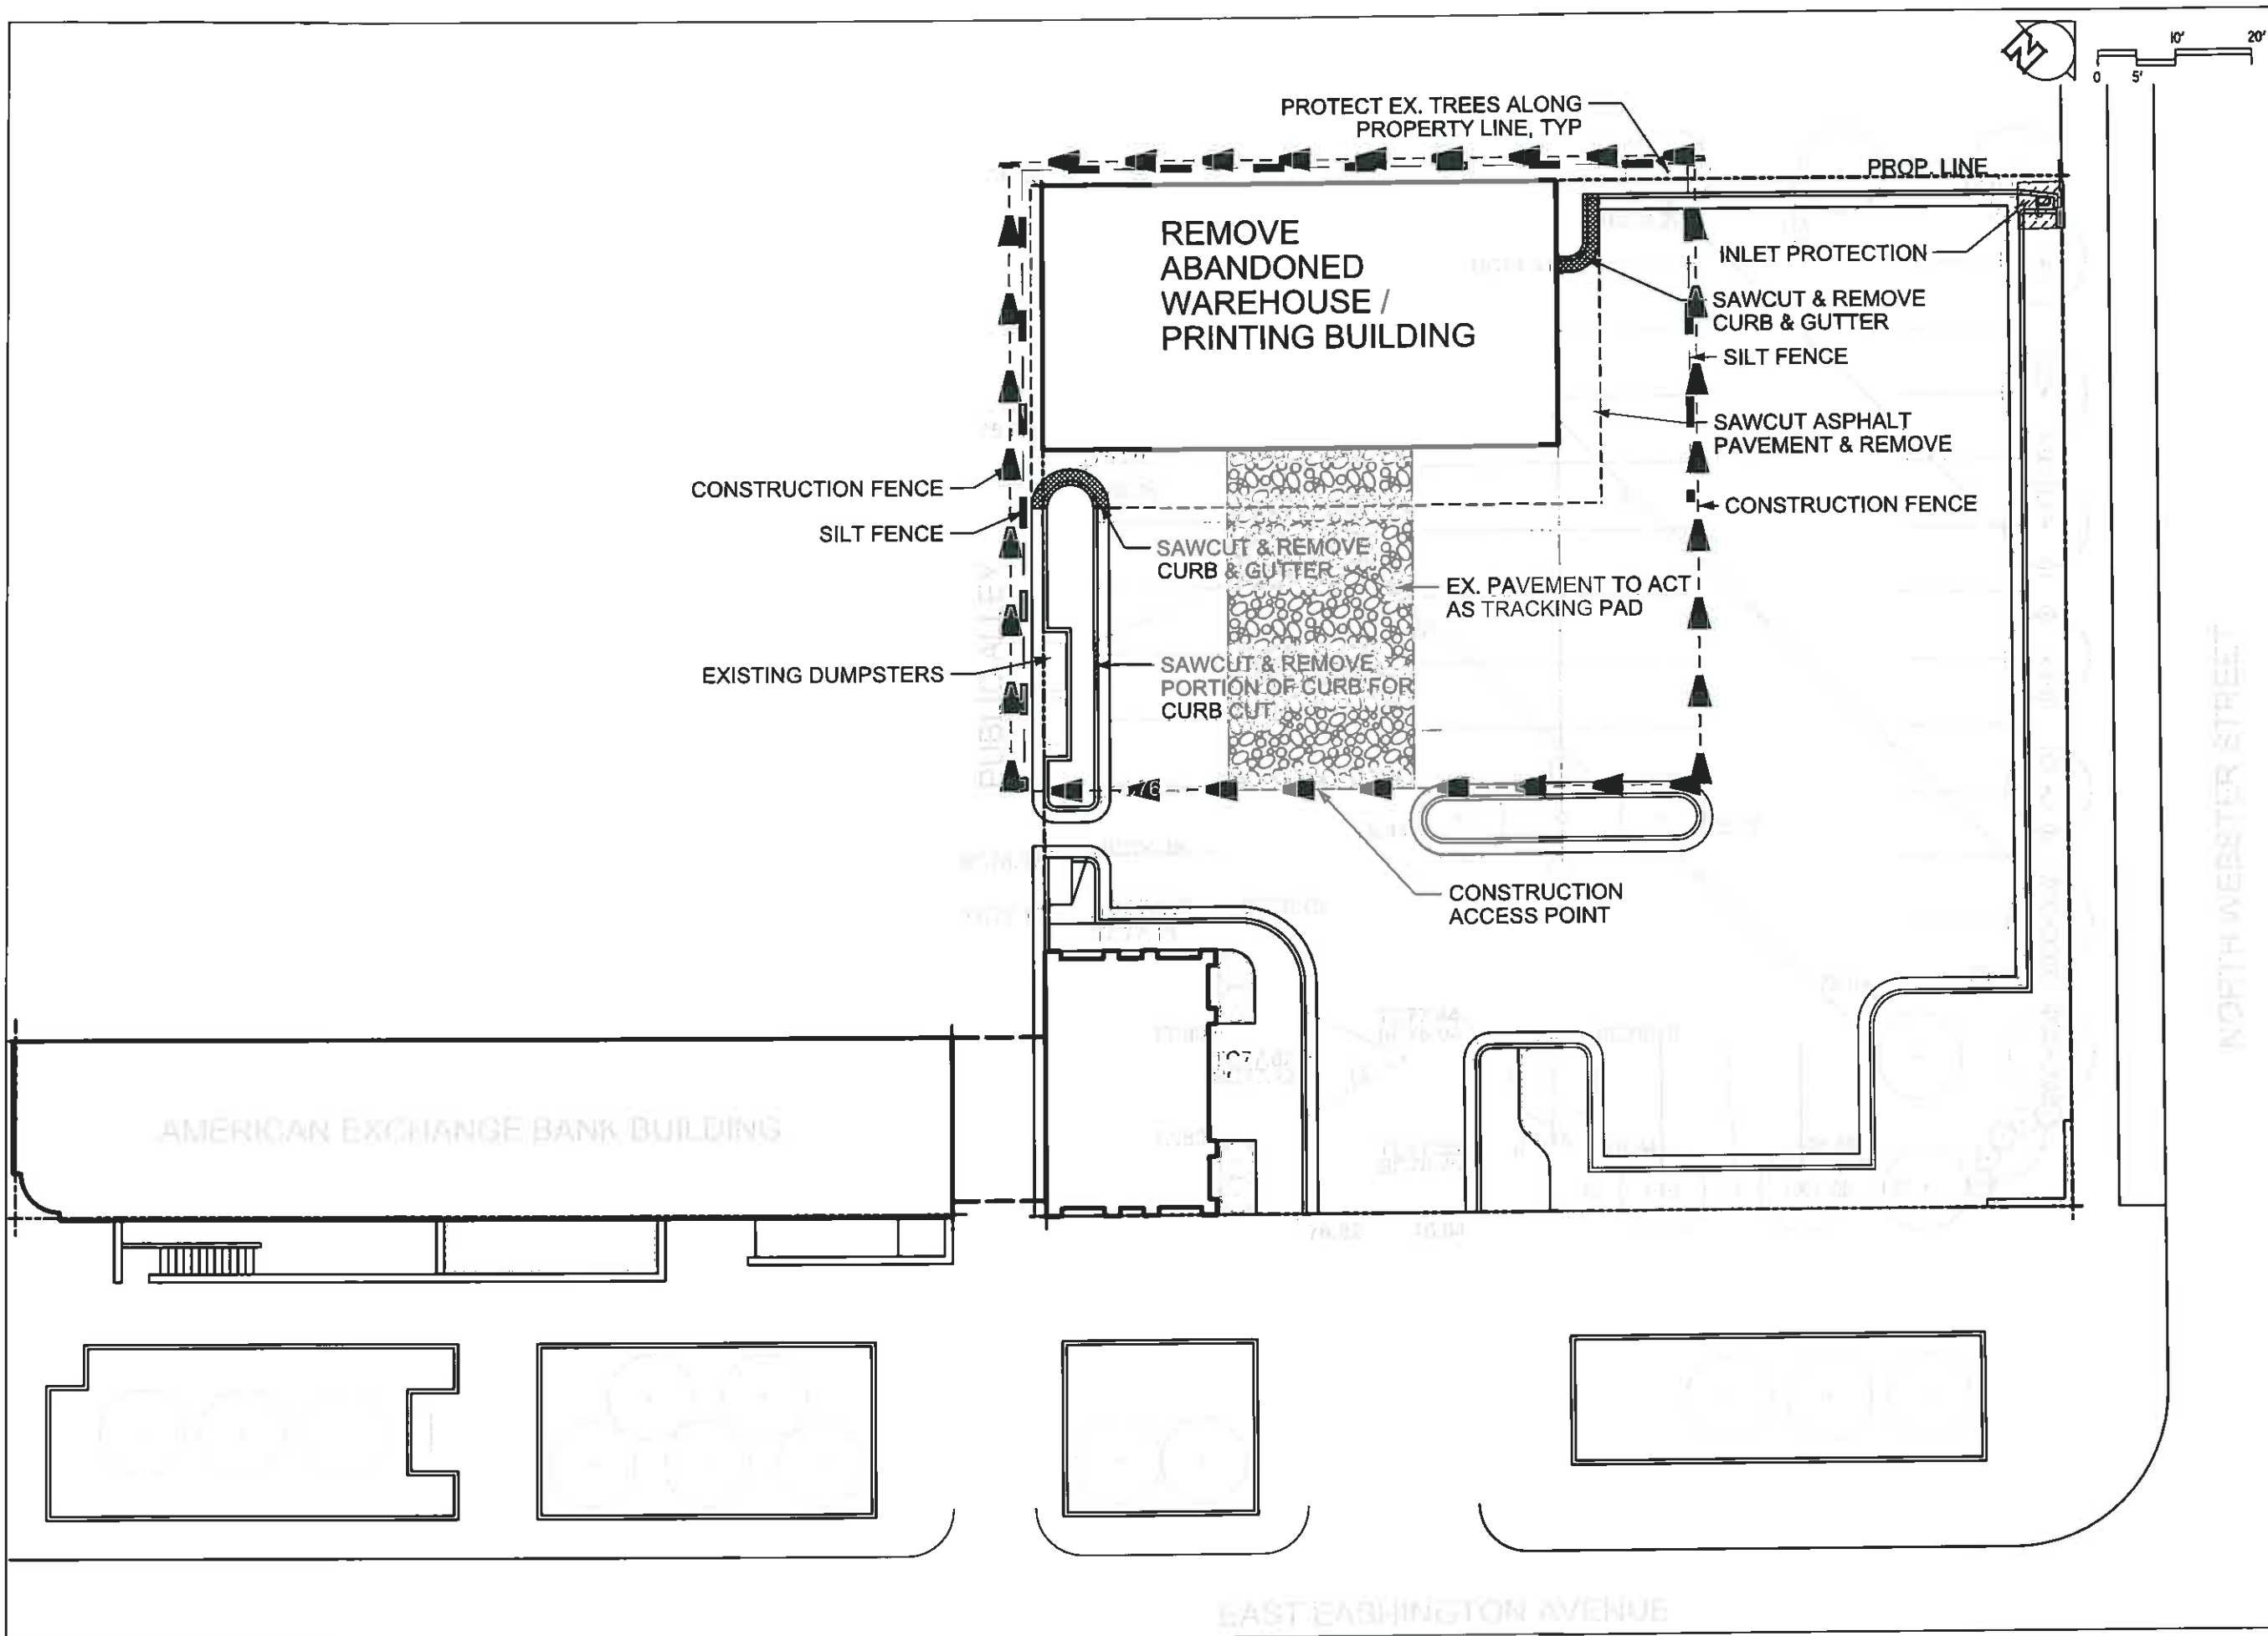 N
10' 20'
0 5'
PROTECT EX. TREES ALONG
PROPERTY LINE, TYP
PROP. LINE
REMOVE
ABANDONED
WAREHOUSE /
PRINTING BUILDING
INLET PROTECTION
SAWCUT & REMOVE
CURB & GUTTER
SILT FENCE
SAWCUT ASPHALT
PAVEMENT & REMOVE
CONSTRUCTION FENCE
CONSTRUCTION FENCE
SILT FENCE
SAWCUT & REMOVE
CURB & GUTTER
EX. PAVEMENT TO ACT
AS TRACKING PAD
EXISTING DUMPSTERS
SAWCUT & REMOVE
PORTION OF CURB FOR
CURB CUT
PUBLIC ALLEY
NORTH WEBSTER STREET
CONSTRUCTION
ACCESS POINT
AMERICAN EXCHANGE BANK BUILDING
EAST EASHINGTON AVENUE